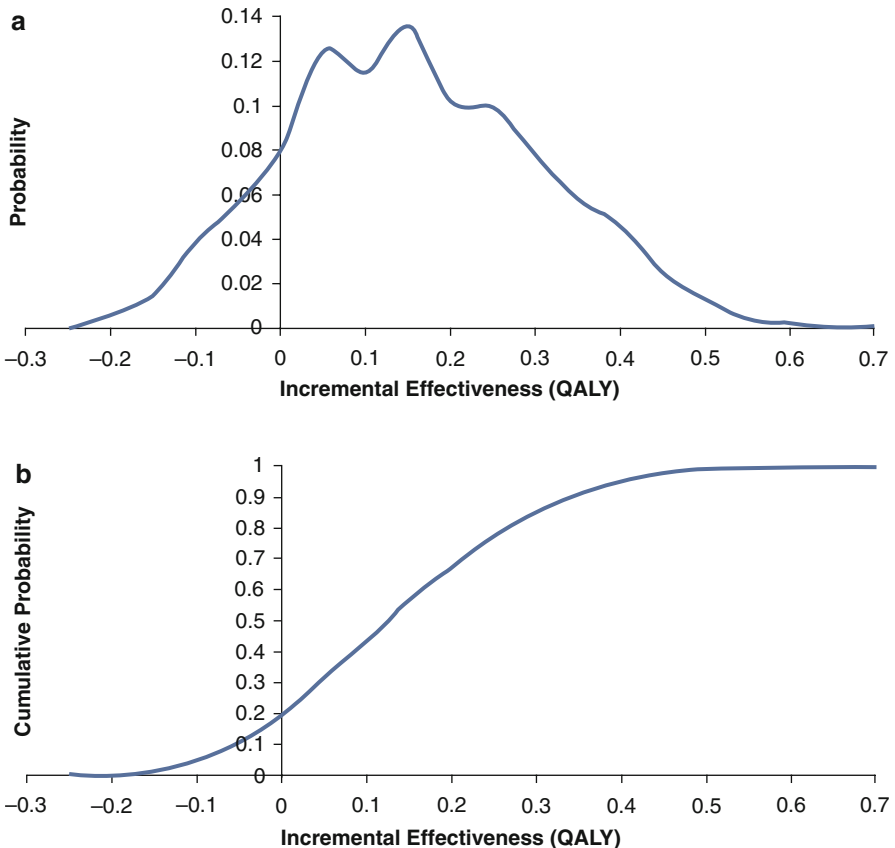 a
Probability
0.14
0.12
0.1
0.08
0.06
0.04
0.02
0
–0.3 –0.2 –0.1 0 0.1 0.2 0.3 0.4 0.5 0.6 0.7
Incremental Effectiveness (QALY)
b
Cumulative Probability
1
0.9
0.8
0.7
0.6
0.5
0.4
0.3
0.2
0.1
0
–0.3 –0.2 –0.1 0 0.1 0.2 0.3 0.4 0.5 0.6 0.7
Incremental Effectiveness (QALY)